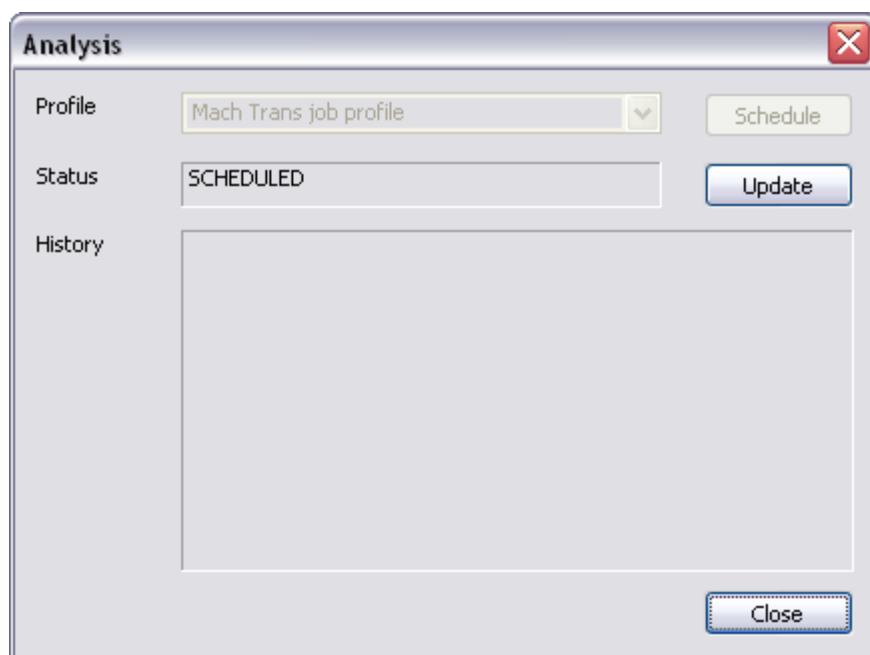 Analysis
Profile
Mach Trans job profile
Schedule
Status
SCHEDULED
Update
History
Close